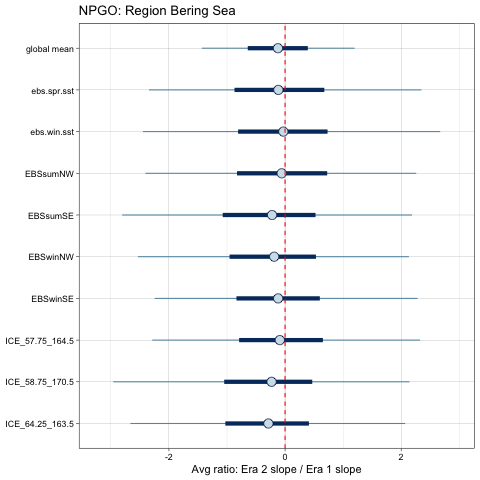 NPGO: Region Bering Sea
global mean
ebs.spr.sst
ebs.win.sst
EBSsumNW
EBSsumSE
EBSwinNW
EBSwinSE
ICE_57.75_164.5
ICE_58.75_170.5
ICE_64.25_163.5
-2 0 2
Avg ratio: Era 2 slope / Era 1 slope